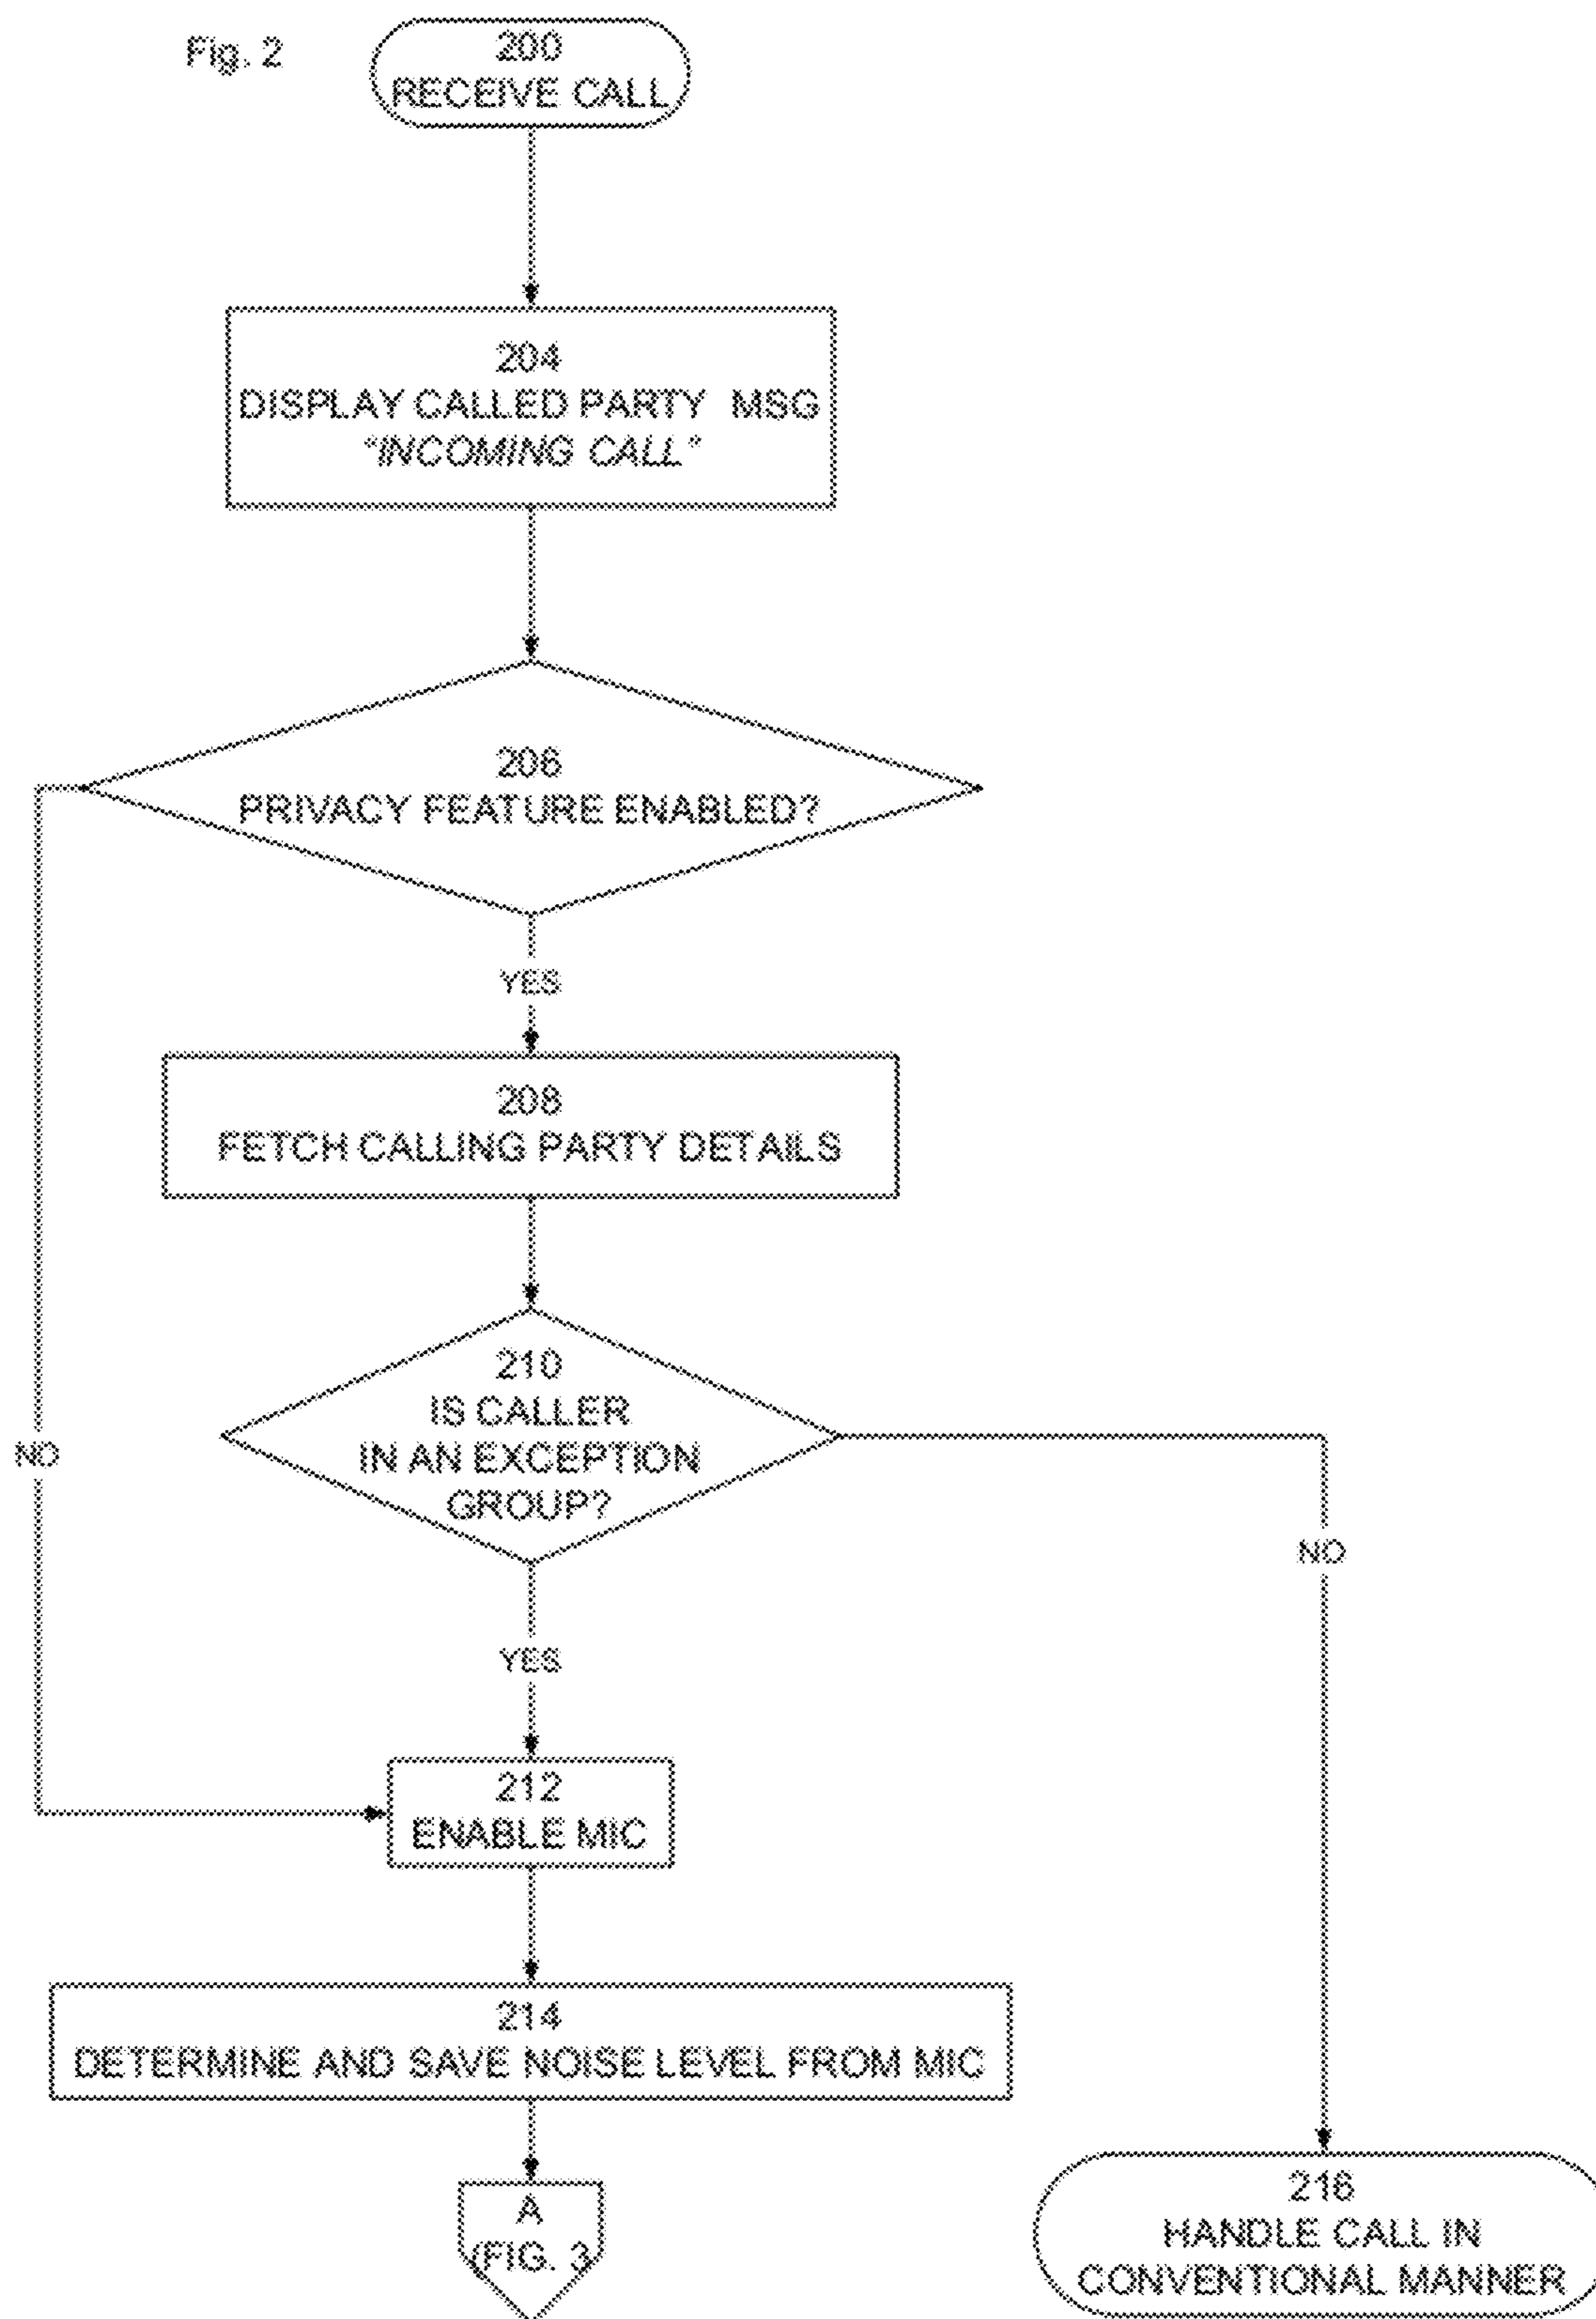 Fig. 2
200
RECEIVE CALL
204
DISPLAY CALLED PARTY MSG
"INCOMING CALL"
206
PRIVACY FEATURE ENABLED?
YES
208
FETCH CALLING PARTY DETAILS
210
IS CALLER
IN AN EXCEPTION
GROUP?
NO
NO
YES
212
ENABLE MIC
214
DETERMINE AND SAVE NOISE LEVEL FROM MIC
A
(FIG. 3
216
HANDLE CALL IN
CONVENTIONAL MANNER